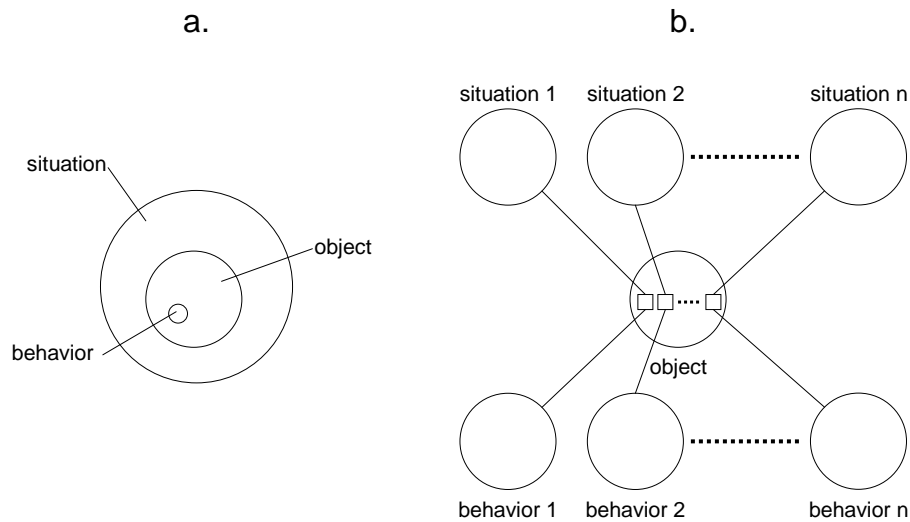 a.
situation
object
behavior
b.
situation 1
situation 2
situation n
object
behavior 1
behavior 2
behavior n